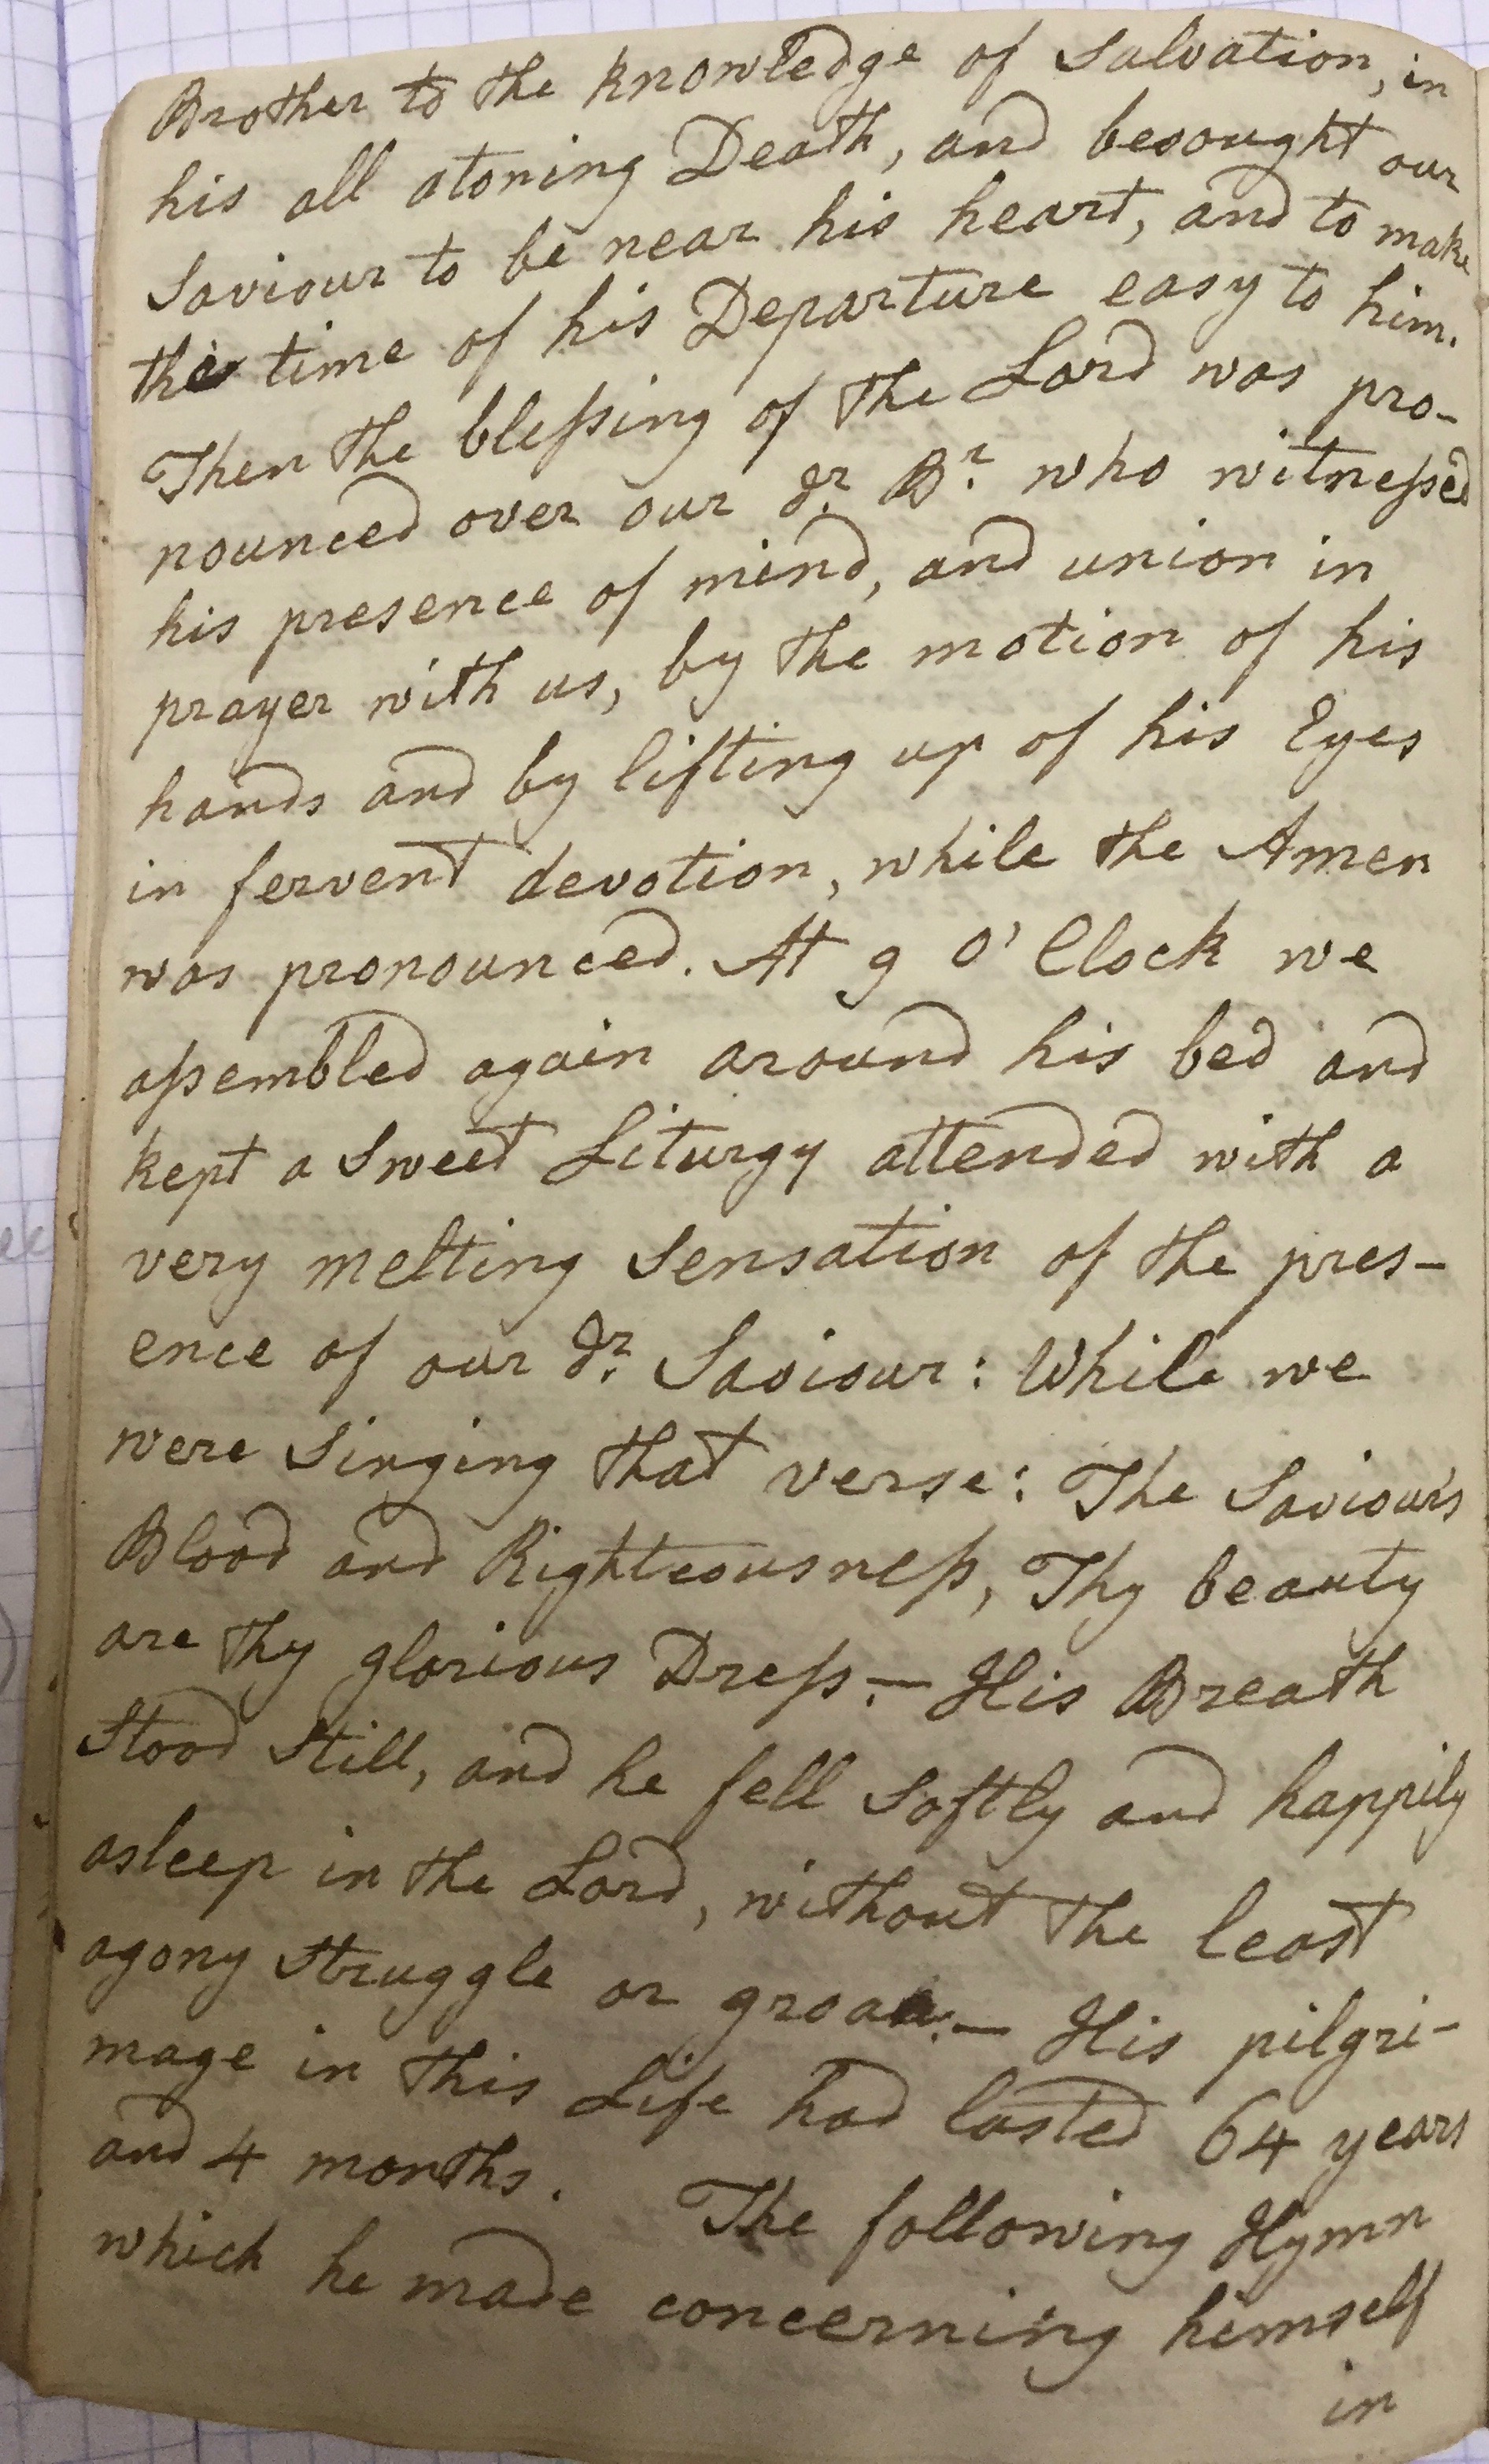 Brother to the knowledge of Salvation, in
his all atoning Death, and besought our
Saviour to be near his heart, and to make
the time of his Departure easy to him.
Then the blessing of the Lord was pro-
nounced over our dr. Br. who witnessed
his presence of mind, and union in
prayer with us, by the motion of his
hands and by lifting up of his Eyes
in fervent devotion, while the Amen
was pronounced. At 9 O'Clock we
assembled again around his bed and
kept a Sweet Liturgy attended with a
very melting Sensation of the pres-
ence of our dr. Saviour: While we
were Singing that verse: The Saviours
Blood and Righteousness, Thy beauty
are thy glorious Dress.— His Breath
Stood Still, and he fell Softly and happily
asleep in the Lord, without the least
agony Struggle or groan.— His pilgri-
mage in this Life had lasted 64 years
and 4 months. The following Hymn
which he made concerning himself
in